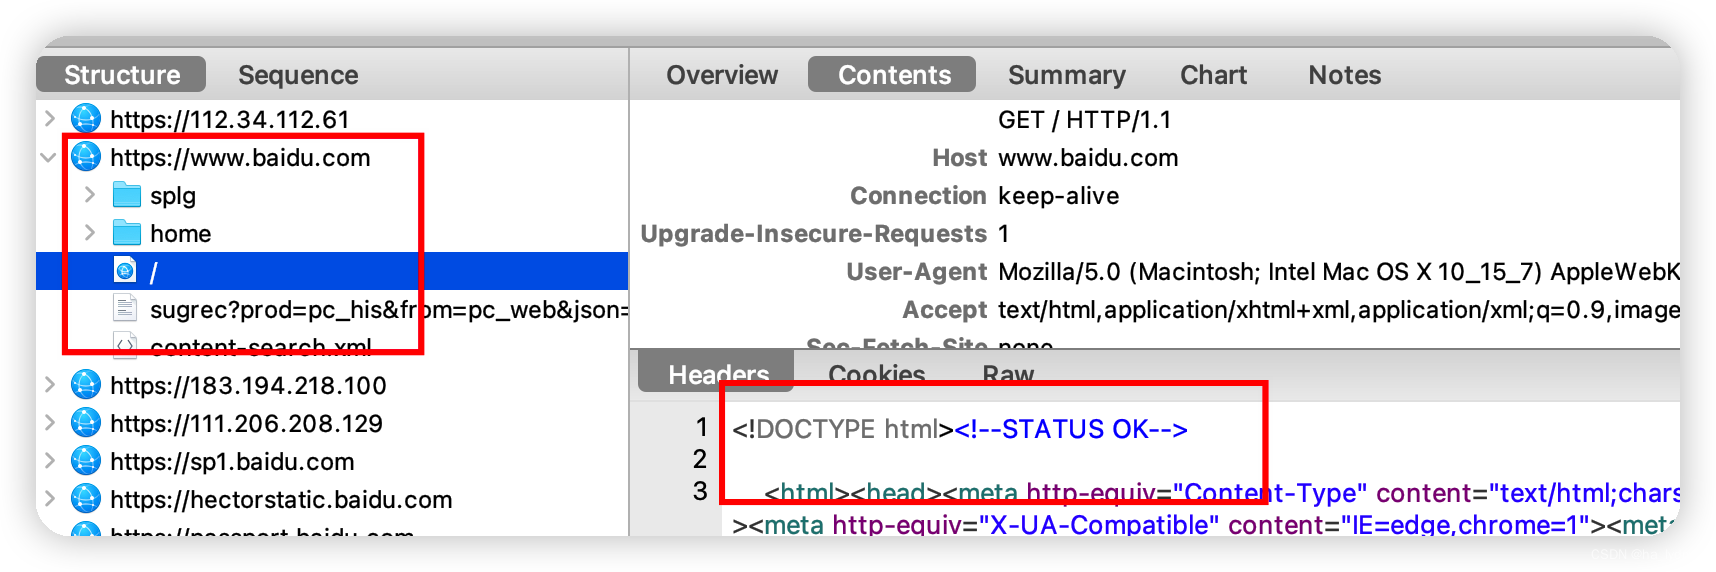 Structure Sequence
https://112.34.112.61
https://www.baidu.com
splg
home
/
sugrec?prod=pc_his&from=pc_web&json=
content-search.xml
https://183.194.218.100
https://111.206.208.129
https://sp1.baidu.com
https://hectorstatic.baidu.com
https://passport.baidu.com
Overview Contents Summary Chart Notes
GET / HTTP/1.1
Host www.baidu.com
Connection keep-alive
Upgrade-Insecure-Requests 1
User-Agent Mozilla/5.0 (Macintosh; Intel Mac OS X 10_15_7) AppleWebK
Accept text/html,application/xhtml+xml,application/xml;q=0.9,image
Sec-Fetch-Site none
Headers Cookies Raw
1 <!DOCTYPE html><!--STATUS OK-->
2
3 <html><head><meta http-equiv="Content-Type" content="text/html;chars
><meta http-equiv="X-UA-Compatible" content="IE=edge,chrome=1"><meta